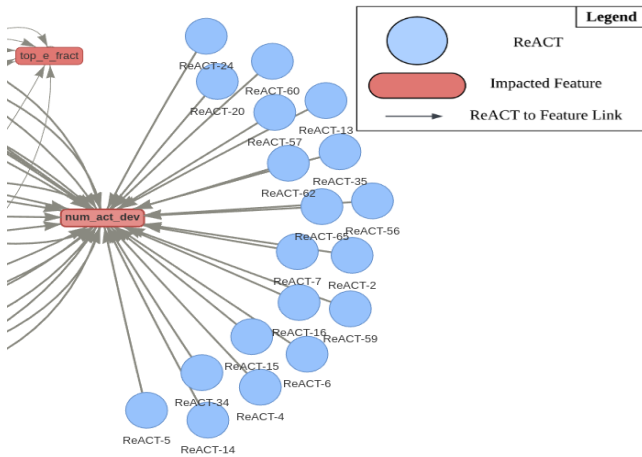 Legend
ReACT
Impacted Feature
ReACT to Feature Link
top_e_fract
ReACT-24
ReACT-60
ReACT-20
ReACT-13
ReACT-57
ReACT-35
ReACT-62
num_act_dev
ReACT-56
ReACT-65
ReACT-7
ReACT-2
ReACT-16
ReACT-59
ReACT-15
ReACT-6
ReACT-34
ReACT-4
ReACT-5
ReACT-14